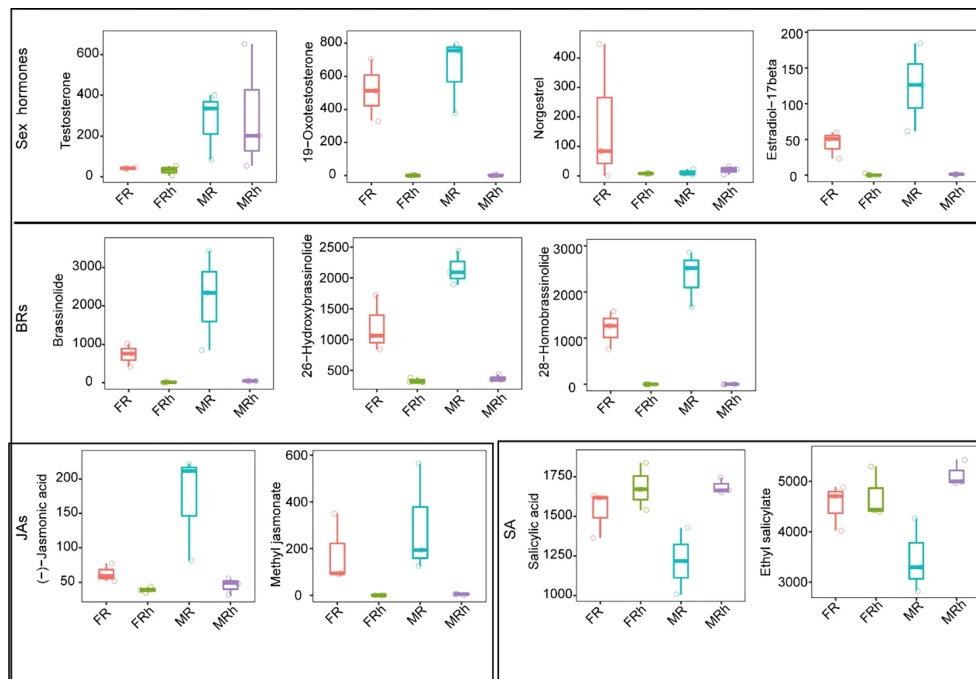 Sex hormones
Testosterone
600
400
200
0
FR
FRh
MR
MRh
19-Oxotestosterone
800
600
400
200
0
FR
FRh
MR
MRh
Norgestrel
400
300
200
100
0
FR
FRh
MR
MRh
Estradiol-17beta
200
150
100
50
0
FR
FRh
MR
MRh
BRs
Brassinolide
3000
2000
1000
0
FR
FRh
MR
MRh
26-Hydroxybrassinolide
2500
2000
1500
1000
500
FR
FRh
MR
MRh
28-Homobrassinolide
3000
2000
1000
0
FR
FRh
MR
MRh
JAs
(-)-Jasmonic acid
200
150
100
50
FR
FRh
MR
MRh
Methyl jasmonate
600
400
200
0
FR
FRh
MR
MRh
SA
Salicylic acid
1750
1500
1250
1000
FR
FRh
MR
MRh
Ethyl salicylate
5000
4000
3000
FR
FRh
MR
MRh